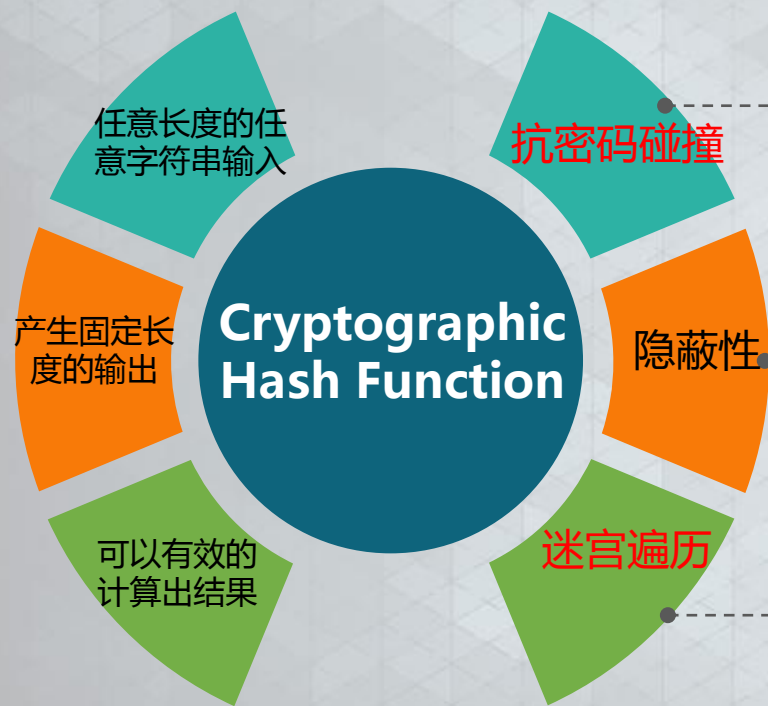 任意长度的任
意字符串输入
抗密码碰撞
产生固定长
度的输出
Cryptographic
Hash Function
隐蔽性
可以有效的
计算出结果
迷宫遍历